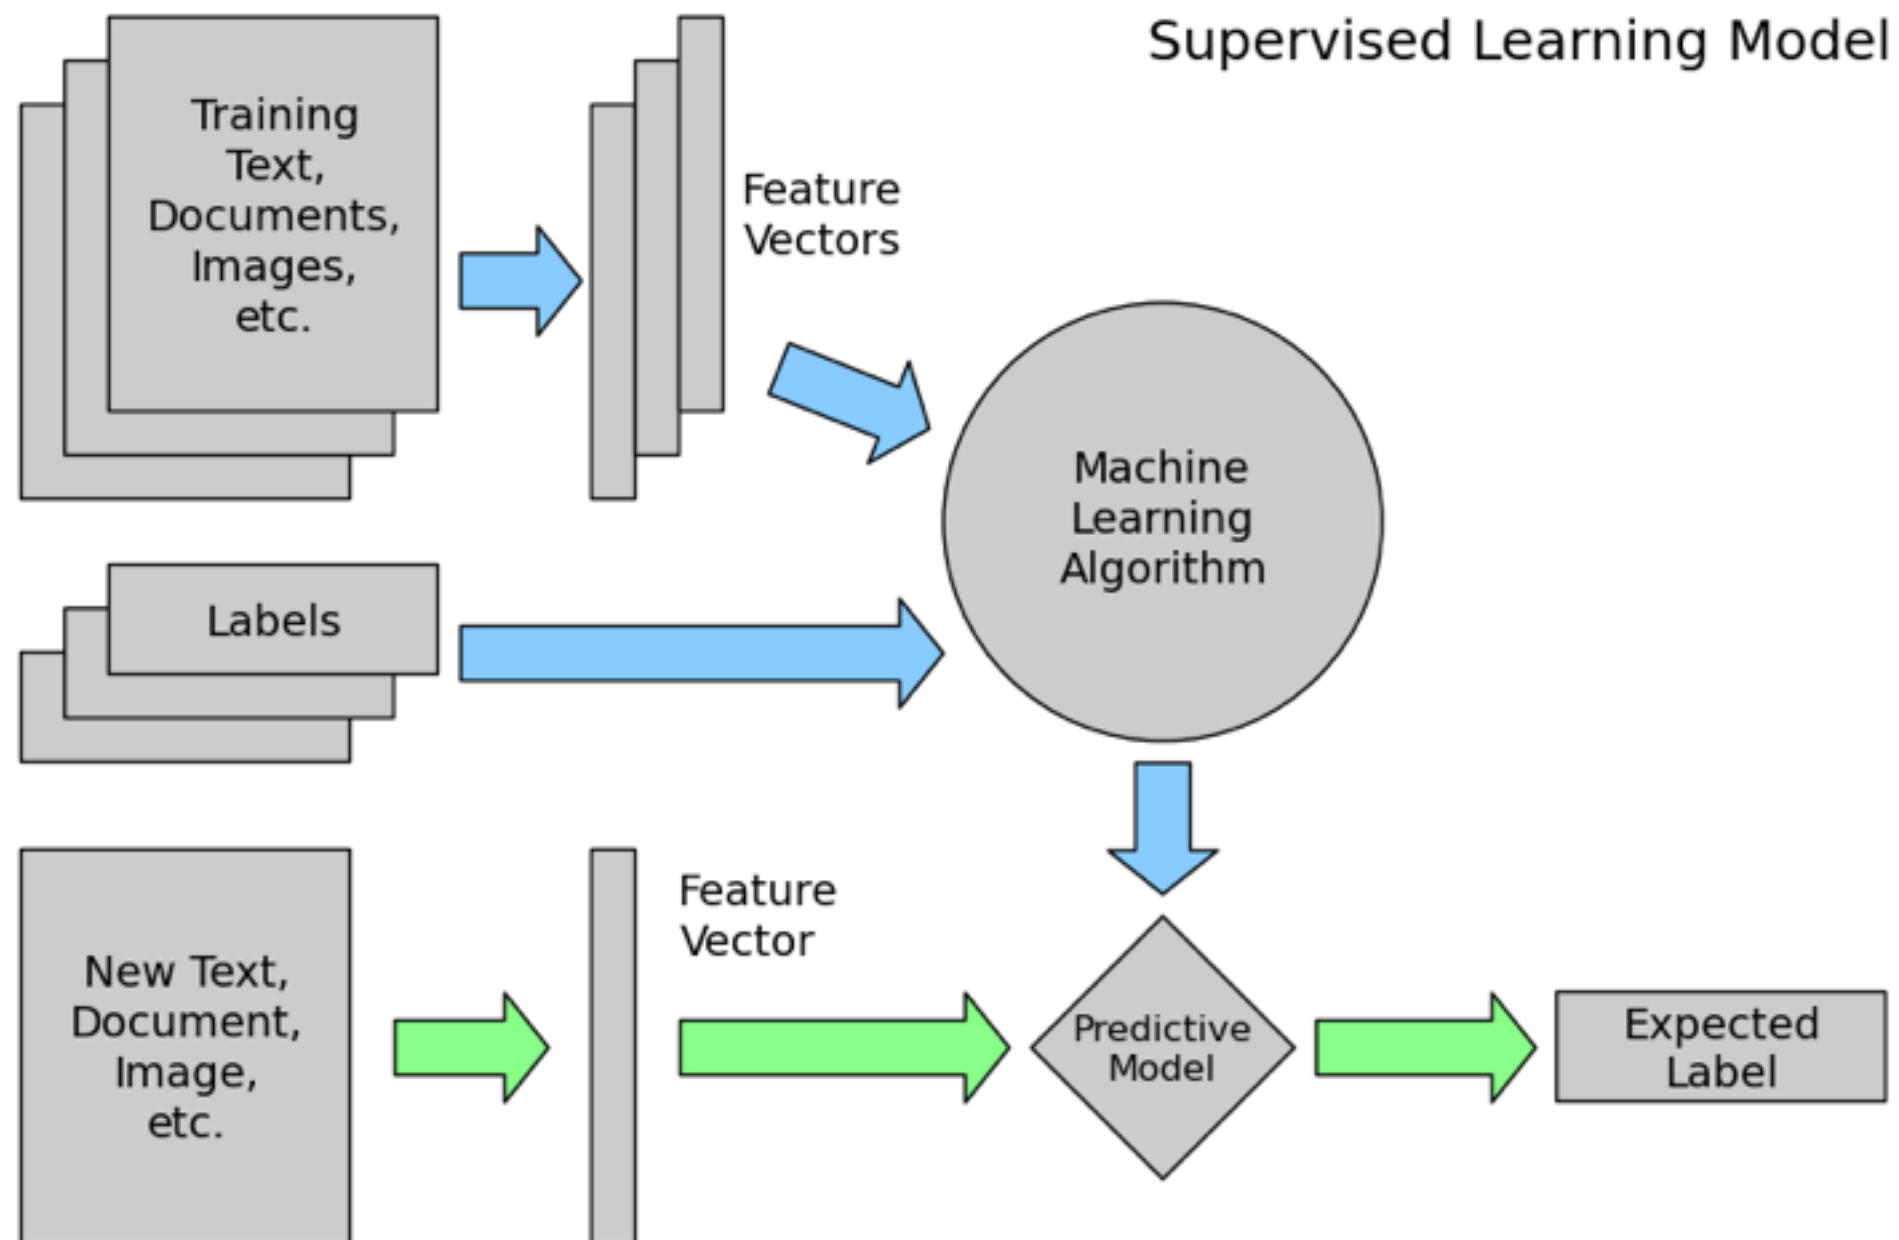 Supervised Learning Model
Training
Text,
Documents,
Images,
etc.
Feature
Vectors
Machine
Learning
Algorithm
Labels
New Text,
Document,
Image,
etc.
Feature
Vector
Predictive
Model
Expected
Label